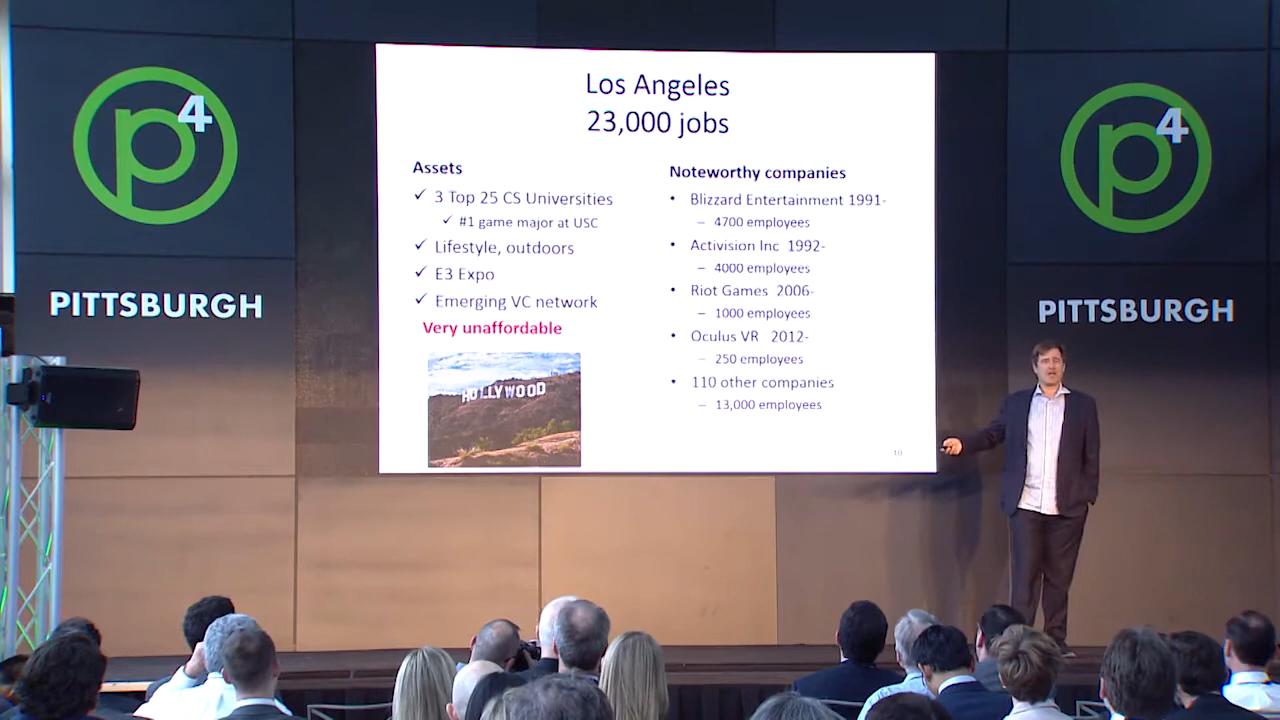 p4
PITTSBURGH
Los Angeles
23,000 jobs
Assets
✓ 3 Top 25 CS Universities
✓ #1 game major at USC
✓ Lifestyle, outdoors
✓ E3 Expo
✓ Emerging VC network
Very unaffordable
HOLLYWOOD
Noteworthy companies
• Blizzard Entertainment 1991-
– 4700 employees
• Activision Inc 1992-
– 4000 employees
• Riot Games 2006-
– 1000 employees
• Oculus VR 2012-
– 250 employees
• 110 other companies
– 13,000 employees
10
p4
PITTSBURGH